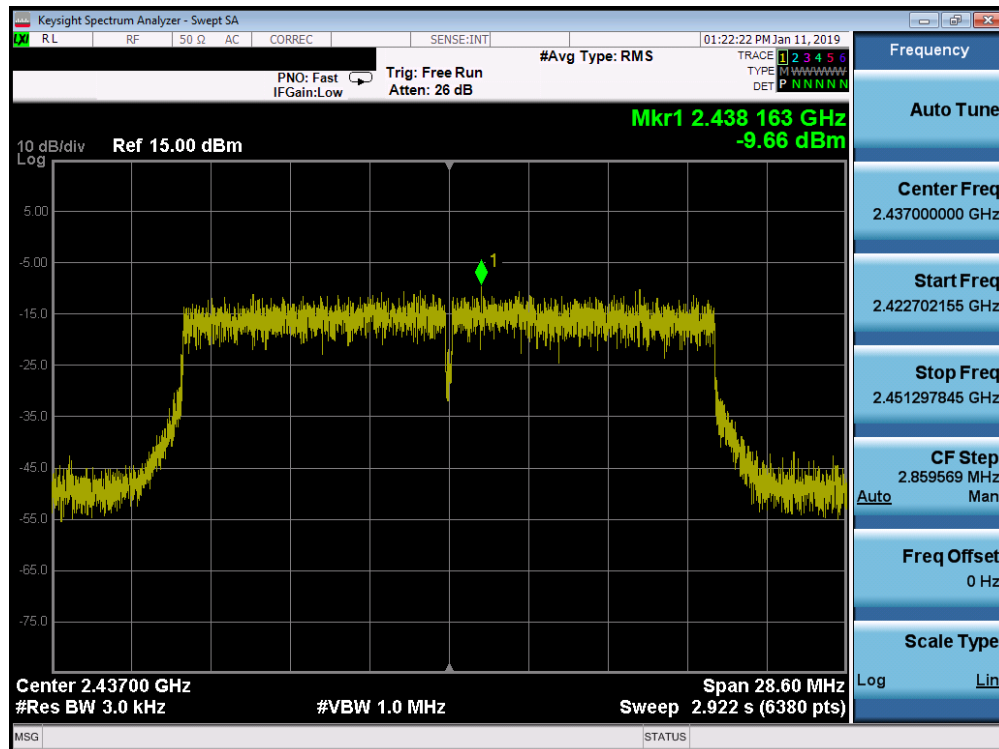 Keysight Spectrum Analyzer - Swept SA
LXI RL RF 50 Ω AC CORREC SENSE:INT 01:22:22 PM Jan 11, 2019
#Avg Type: RMS TRACE 1 2 3 4 5 6
PNO: Fast Trig: Free Run TYPE M WWWWW
IFGain:Low Atten: 26 dB DET P N N N N N
Mkr1 2.438 163 GHz
-9.66 dBm
10 dB/div Ref 15.00 dBm
Log
1
5.00
-5.00
-15.0
-25.0
-35.0
-45.0
-55.0
-65.0
-75.0
Center 2.43700 GHz Span 28.60 MHz
#Res BW 3.0 kHz #VBW 1.0 MHz Sweep 2.922 s (6380 pts)
MSG STATUS
Frequency
Auto Tune
Center Freq
2.437000000 GHz
Start Freq
2.422702155 GHz
Stop Freq
2.451297845 GHz
CF Step
2.859569 MHz
Auto Man
Freq Offset
0 Hz
Scale Type
Log Lin